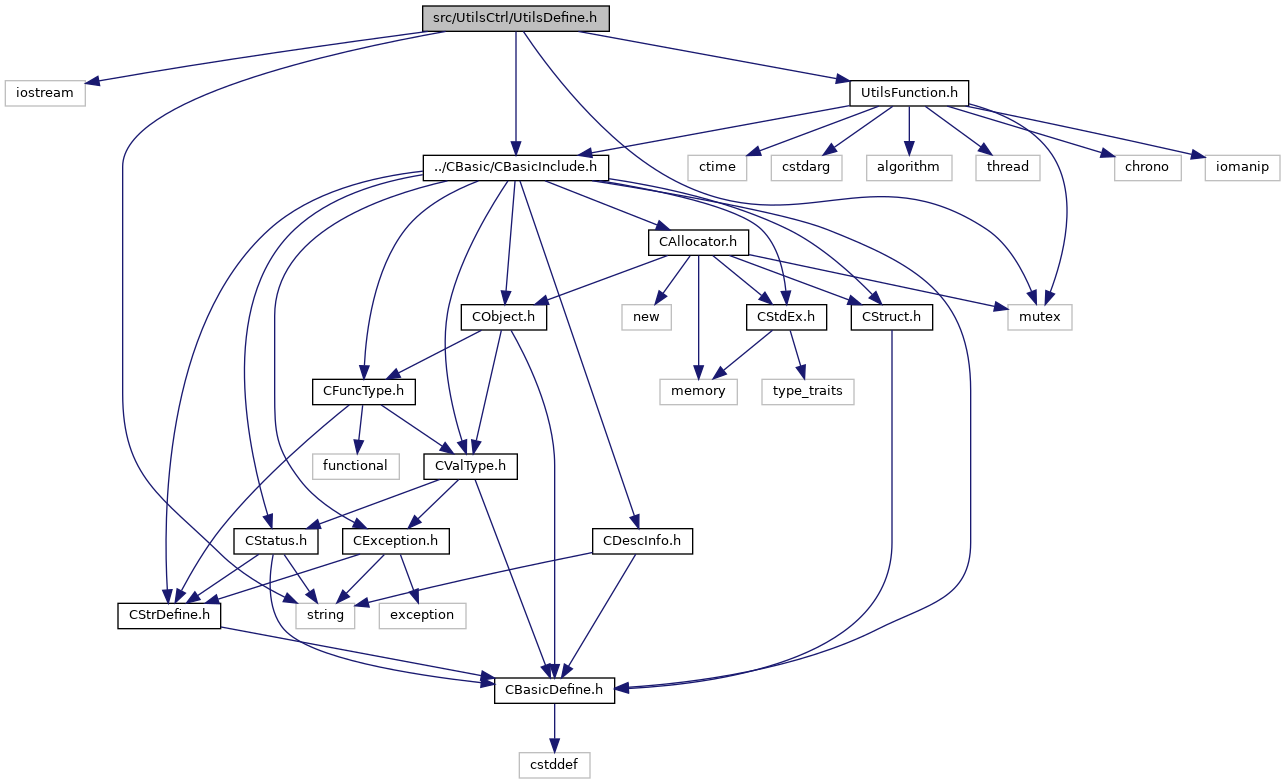 src/UtilsCtrl/UtilsDefine.h
iostream
UtilsFunction.h
../CBasic/CBasicInclude.h
ctime
cstdarg
algorithm
thread
chrono
iomanip
CAllocator.h
CObject.h
new
CStdEx.h
CStruct.h
mutex
CFuncType.h
memory
type_traits
functional
CValType.h
CStatus.h
CException.h
CDescInfo.h
CStrDefine.h
string
exception
CBasicDefine.h
cstddef